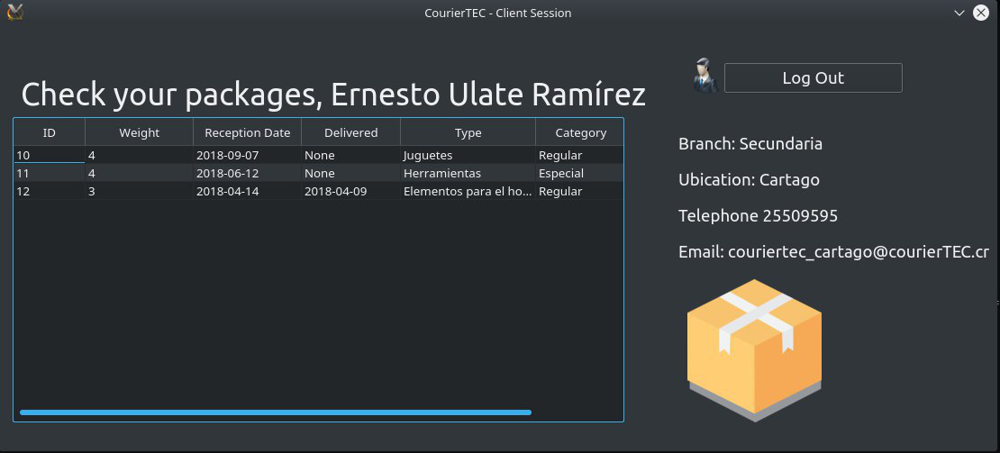 CourierTEC - Client Session
Check your packages, Ernesto Ulate Ramírez
Log Out
ID Weight Reception Date Delivered Type Category
10 4 2018-09-07 None Juguetes Regular
11 4 2018-06-12 None Herramientas Especial
12 3 2018-04-14 2018-04-09 Elementos para el ho... Regular
Branch: Secundaria
Ubication: Cartago
Telephone 25509595
Email: couriertec_cartago@courierTEC.cr